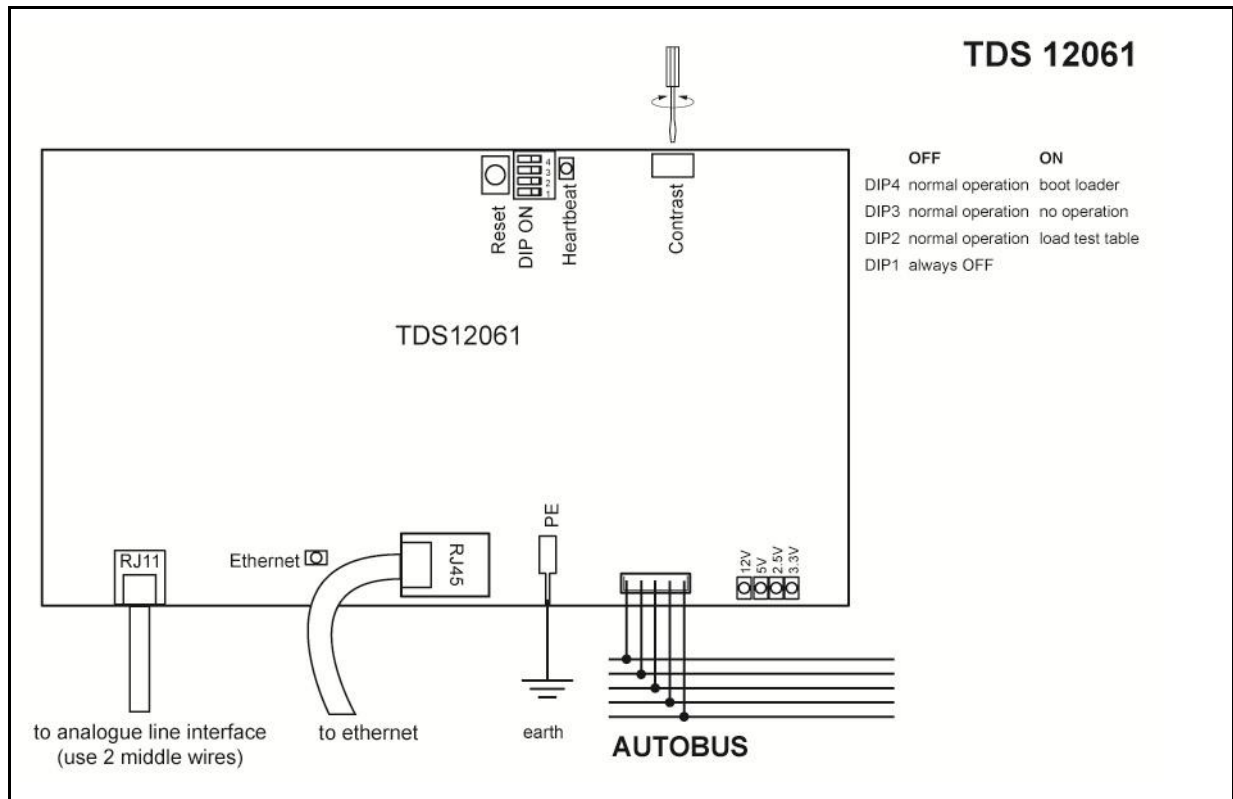 TDS 12061
OFF ON
DIP4 normal operation boot loader
DIP3 normal operation no operation
DIP2 normal operation load test table
DIP1 always OFF
4
3
2
1
Reset
DIP ON
Heartbeat
Contrast
TDS12061
RJ11
Ethernet
RJ45
PE
12V
5V
2.5V
3.3V
to analogue line interface
(use 2 middle wires)
to ethernet
earth
AUTOBUS